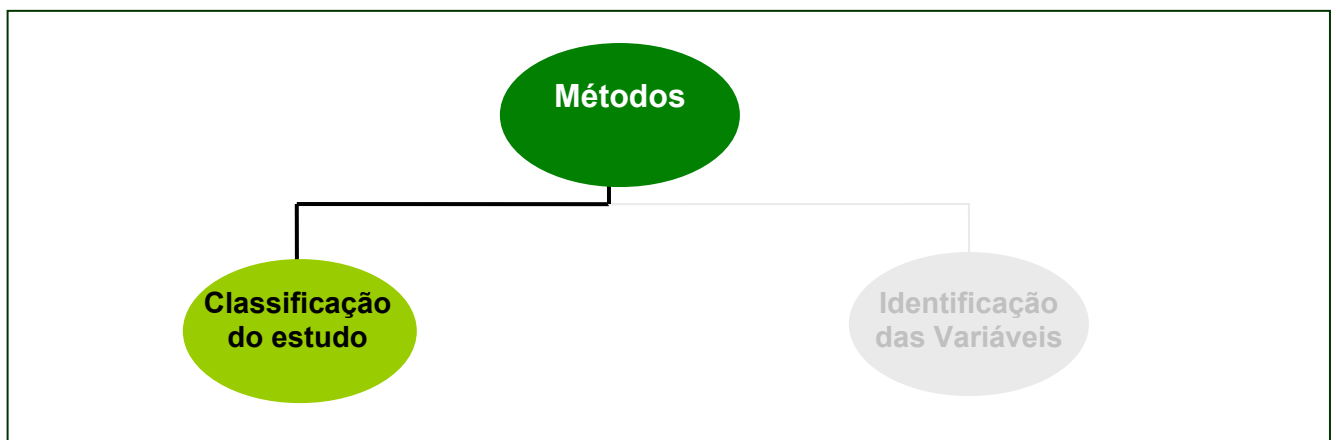 Métodos
Classificação
do estudo
Identificação
das Variáveis